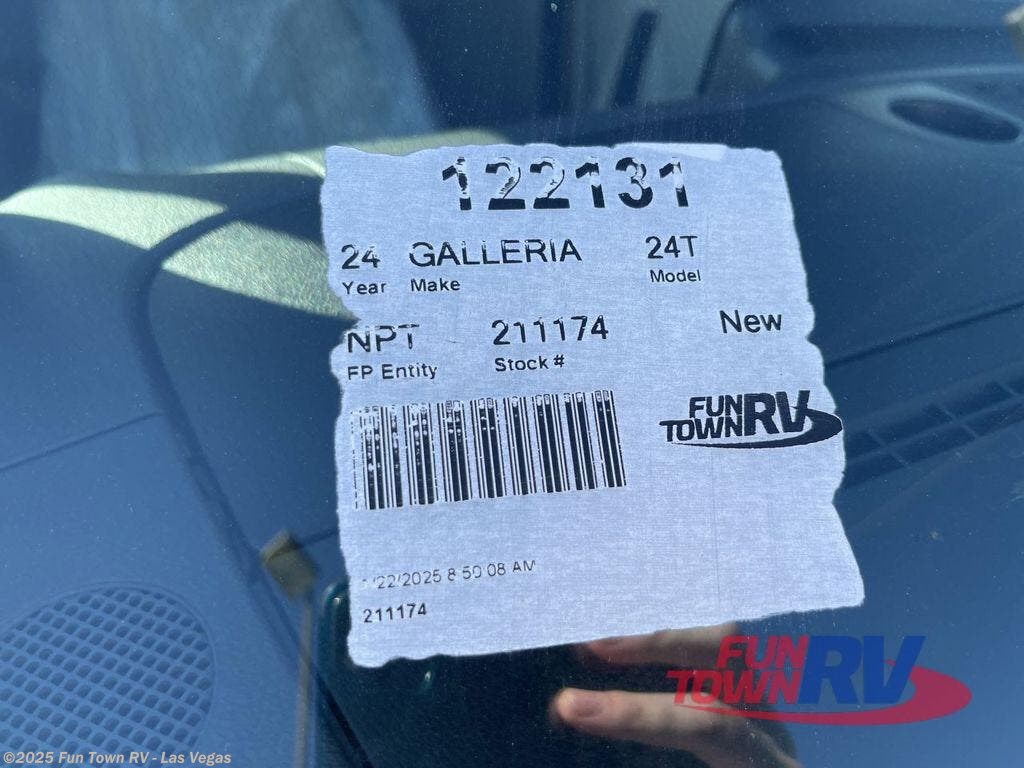 122131
24 GALLERIA 24T
Year Make Model
NPT 211174 New
FP Entity Stock #
FUN TOWN RV
/22/2025 8:50:08 AM
211174
FUN TOWN RV
©2025 Fun Town RV - Las Vegas